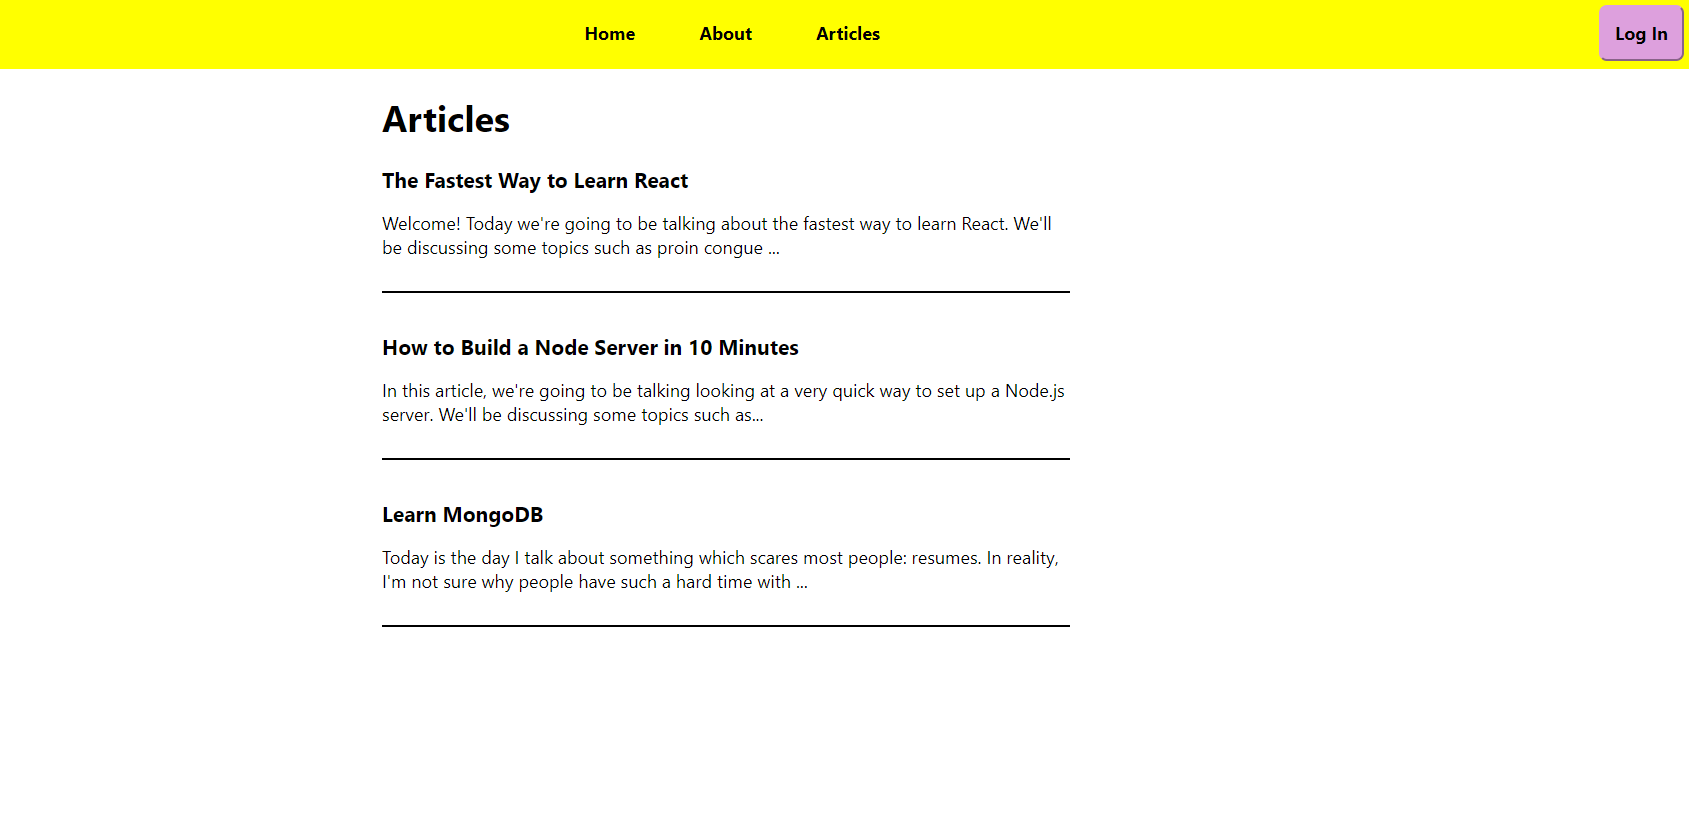 Home About Articles Log In
Articles
The Fastest Way to Learn React
Welcome! Today we're going to be talking about the fastest way to learn React. We'll
be discussing some topics such as proin congue ...
How to Build a Node Server in 10 Minutes
In this article, we're going to be talking looking at a very quick way to set up a Node.js
server. We'll be discussing some topics such as...
Learn MongoDB
Today is the day I talk about something which scares most people: resumes. In reality,
I'm not sure why people have such a hard time with ...